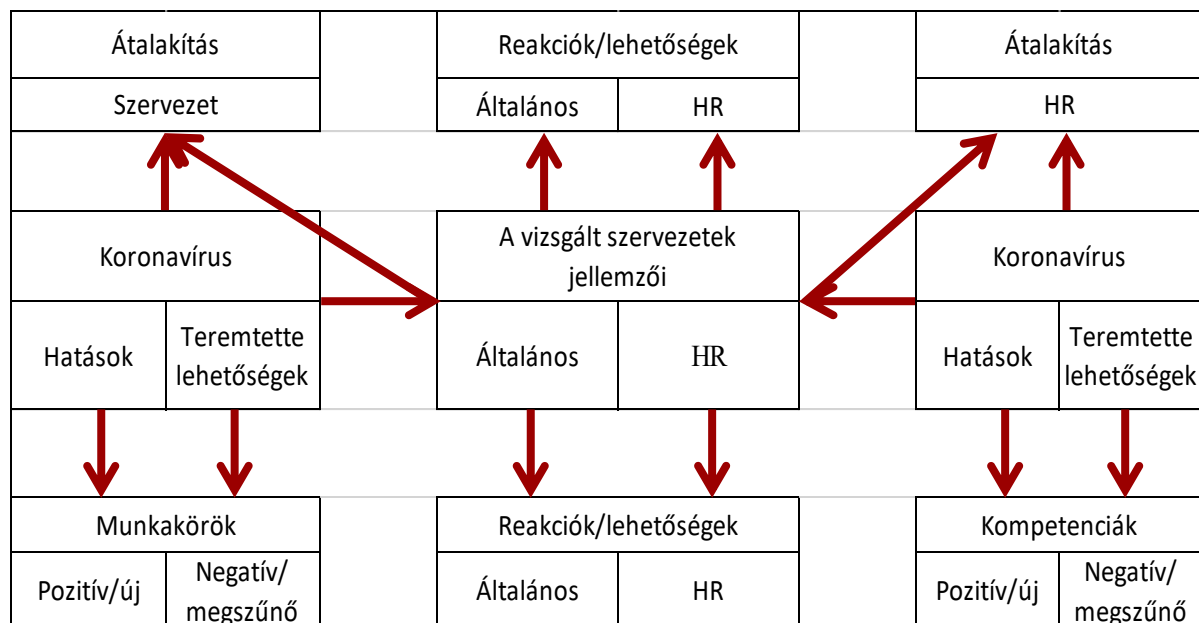 Átalakítás
Szervezet
Reakciók/lehetőségek
Általános
HR
Átalakítás
HR
Koronavírus
Hatások
Teremtette
lehetőségek
A vizsgált szervezetek
jellemzői
Általános
HR
Koronavírus
Hatások
Teremtette
lehetőségek
Munkakörök
Pozitív/új
Negatív/
megszűnő
Reakciók/lehetőségek
Általános
HR
Kompetenciák
Pozitív/új
Negatív/
megszűnő